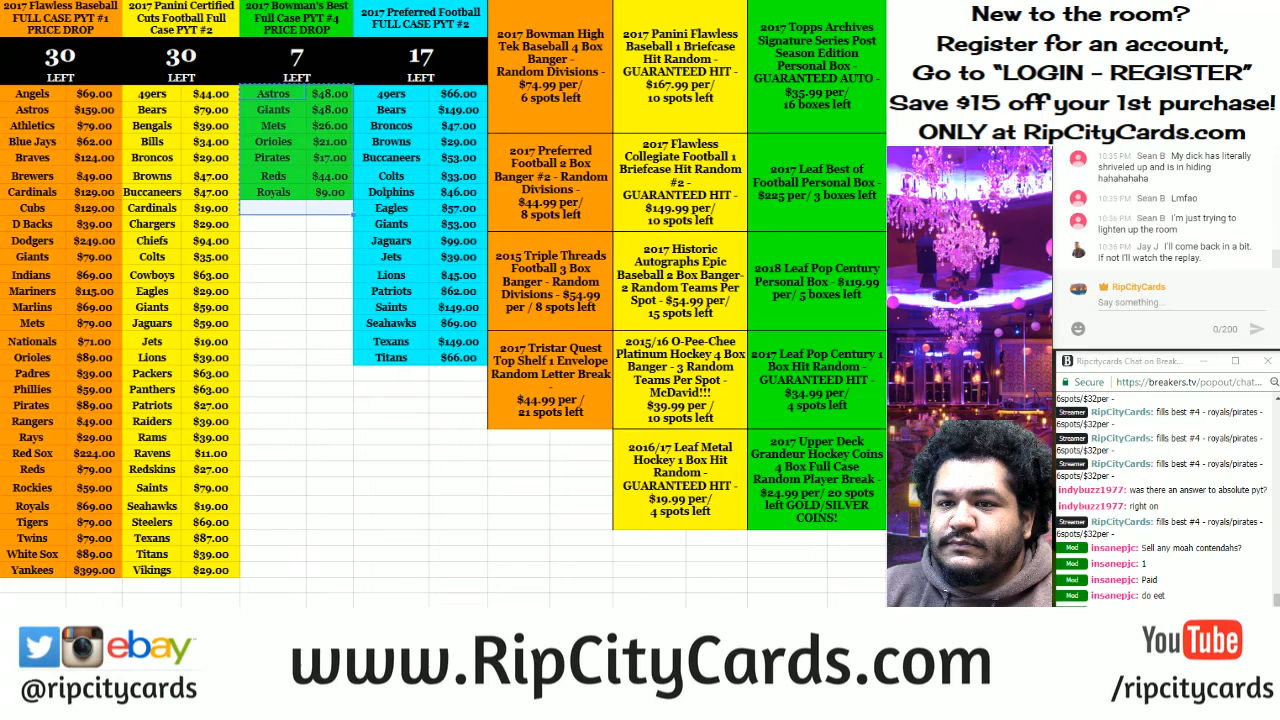 2017 Flawless Baseball
FULL CASE PYT #1
PRICE DROP
30
LEFT
Angels $69.00
Astros $159.00
Athletics $79.00
Blue Jays $62.00
Braves $124.00
Brewers $49.00
Cardinals $129.00
Cubs $129.00
D Backs $39.00
Dodgers $249.00
Giants $79.00
Indians $69.00
Mariners $115.00
Marlins $69.00
Mets $79.00
Nationals $71.00
Orioles $89.00
Padres $39.00
Phillies $59.00
Pirates $89.00
Rangers $49.00
Rays $29.00
Red Sox $224.00
Reds $79.00
Rockies $59.00
Royals $69.00
Tigers $79.00
Twins $79.00
White Sox $89.00
Yankees $399.00
2017 Panini Certified
Cuts Football Full
Case PYT #2
30
LEFT
49ers $44.00
Bears $79.00
Bengals $39.00
Bills $34.00
Broncos $29.00
Browns $47.00
Buccaneers $47.00
Cardinals $19.00
Chargers $29.00
Chiefs $94.00
Colts $35.00
Cowboys $63.00
Eagles $29.00
Giants $59.00
Jaguars $59.00
Jets $19.00
Lions $39.00
Packers $63.00
Panthers $63.00
Patriots $27.00
Raiders $39.00
Rams $39.00
Ravens $11.00
Redskins $27.00
Saints $79.00
Seahawks $19.00
Steelers $69.00
Texans $87.00
Titans $39.00
Vikings $29.00
2017 Bowman's Best
Full Case PYT #4
PRICE DROP
7
LEFT
Astros $48.00
Giants $48.00
Mets $26.00
Orioles $21.00
Pirates $17.00
Reds $44.00
Royals $9.00
2017 Preferred Football
FULL CASE PYT #2
17
LEFT
49ers $66.00
Bears $149.00
Broncos $47.00
Browns $29.00
Buccaneers $53.00
Colts $33.00
Dolphins $46.00
Eagles $57.00
Giants $53.00
Jaguars $99.00
Jets $39.00
Lions $45.00
Patriots $62.00
Saints $149.00
Seahawks $69.00
Texans $149.00
Titans $66.00
2017 Bowman High
Tek Baseball 4 Box
Banger -
Random Divisions -
$74.99 per/
6 spots left
2017 Preferred
Football 2 Box
Banger #2 - Random
Divisions -
$44.99 per/
8 spots left
2015 Triple Threads
Football 3 Box
Banger - Random
Divisions - $54.99
per / 8 spots left
2017 Tristar Quest
Top Shelf 1 Envelope
Random Letter Break
-
$44.99 per /
21 spots left
2017 Panini Flawless
Baseball 1 Briefcase
Hit Random -
GUARANTEED HIT -
$167.99 per/
10 spots left
2017 Flawless
Collegiate Football 1
Briefcase Hit Random
#2 -
GUARANTEED HIT -
$149.99 per/
10 spots left
2017 Historic
Autographs Epic
Baseball 2 Box Banger-
2 Random Teams Per
Spot - $54.99 per/
15 spots left
2015/16 O-Pee-Chee
Platinum Hockey 4 Box
Banger - 3 Random
Teams Per Spot -
McDavid!!!
$39.99 per /
10 spots left
2016/17 Leaf Metal
Hockey 1 Box Hit
Random -
GUARANTEED HIT -
$19.99 per/
4 spots left
2017 Topps Archives
Signature Series Post
Season Edition
Personal Box -
GUARANTEED AUTO -
$35.99 per/
16 boxes left
2017 Leaf Best of
Football Personal Box -
$225 per/ 3 boxes left
2018 Leaf Pop Century
Personal Box - $119.99
per/ 5 boxes left
2017 Leaf Pop Century 1
Box Hit Random -
GUARANTEED HIT -
$34.99 per/
4 spots left
2017 Upper Deck
Grandeur Hockey Coins
4 Box Full Case
Random Player Break -
$24.99 per/ 20 spots
left GOLD/SILVER
COINS!
New to the room?
Register for an account,
Go to "LOGIN - REGISTER"
Save $15 off your 1st purchase!
ONLY at RipCityCards.com
10:35 PM Sean B My dick has literally
shriveled up and is in hiding
hahahahaha
10:35 PM Sean B Lmfao
10:36 PM Sean B I'm just trying to
lighten up the room
10:36 PM Jay J I'll come back in a bit.
If not I'll watch the replay.
RipCityCards
Say something...
0/200
B Ripcitycards Chat on Break...
Secure https://breakers.tv/popout/chat...
6spots/$32per -
Streamer RipCityCards: fills best #4 - royals/pirates -
6spots/$32per -
Streamer RipCityCards: fills best #4 - royals/pirates -
6spots/$32per -
Streamer RipCityCards: fills best #4 - royals/pirates -
6spots/$32per -
indybuzz1977: was there an answer to absolute pyt?
indybuzz1977: right on
Streamer RipCityCards: fills best #4 - royals/pirates -
6spots/$32per -
Mod insanepjc: Sell any moah contendahs?
Mod insanepjc: 1
Mod insanepjc: Paid
Mod insanepjc: do eet
ebay
@ripcitycards
www.RipCityCards.com
YouTube
/ripcitycards